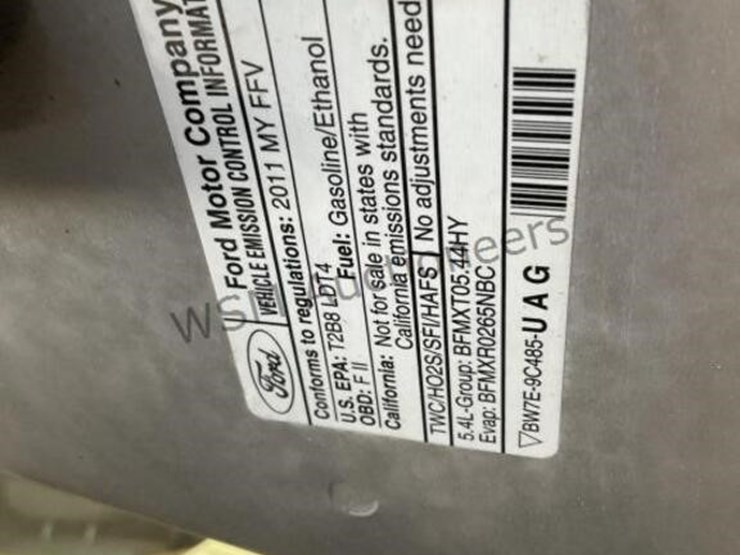 Ford
Ford Motor Company
VEHICLE EMISSION CONTROL INFORMAT
Conforms to regulations: 2011 MY FFV
U.S. EPA: T2B8 LDT4
OBD: F II Fuel: Gasoline/Ethanol
California: Not for sale in states with
California emissions standards.
TWC/HO2S/SFI/HAFS No adjustments need
5.4L-Group: BFMXT05.44HY
Evap: BFMXR0265NBC
BW7E-9C485-U A G